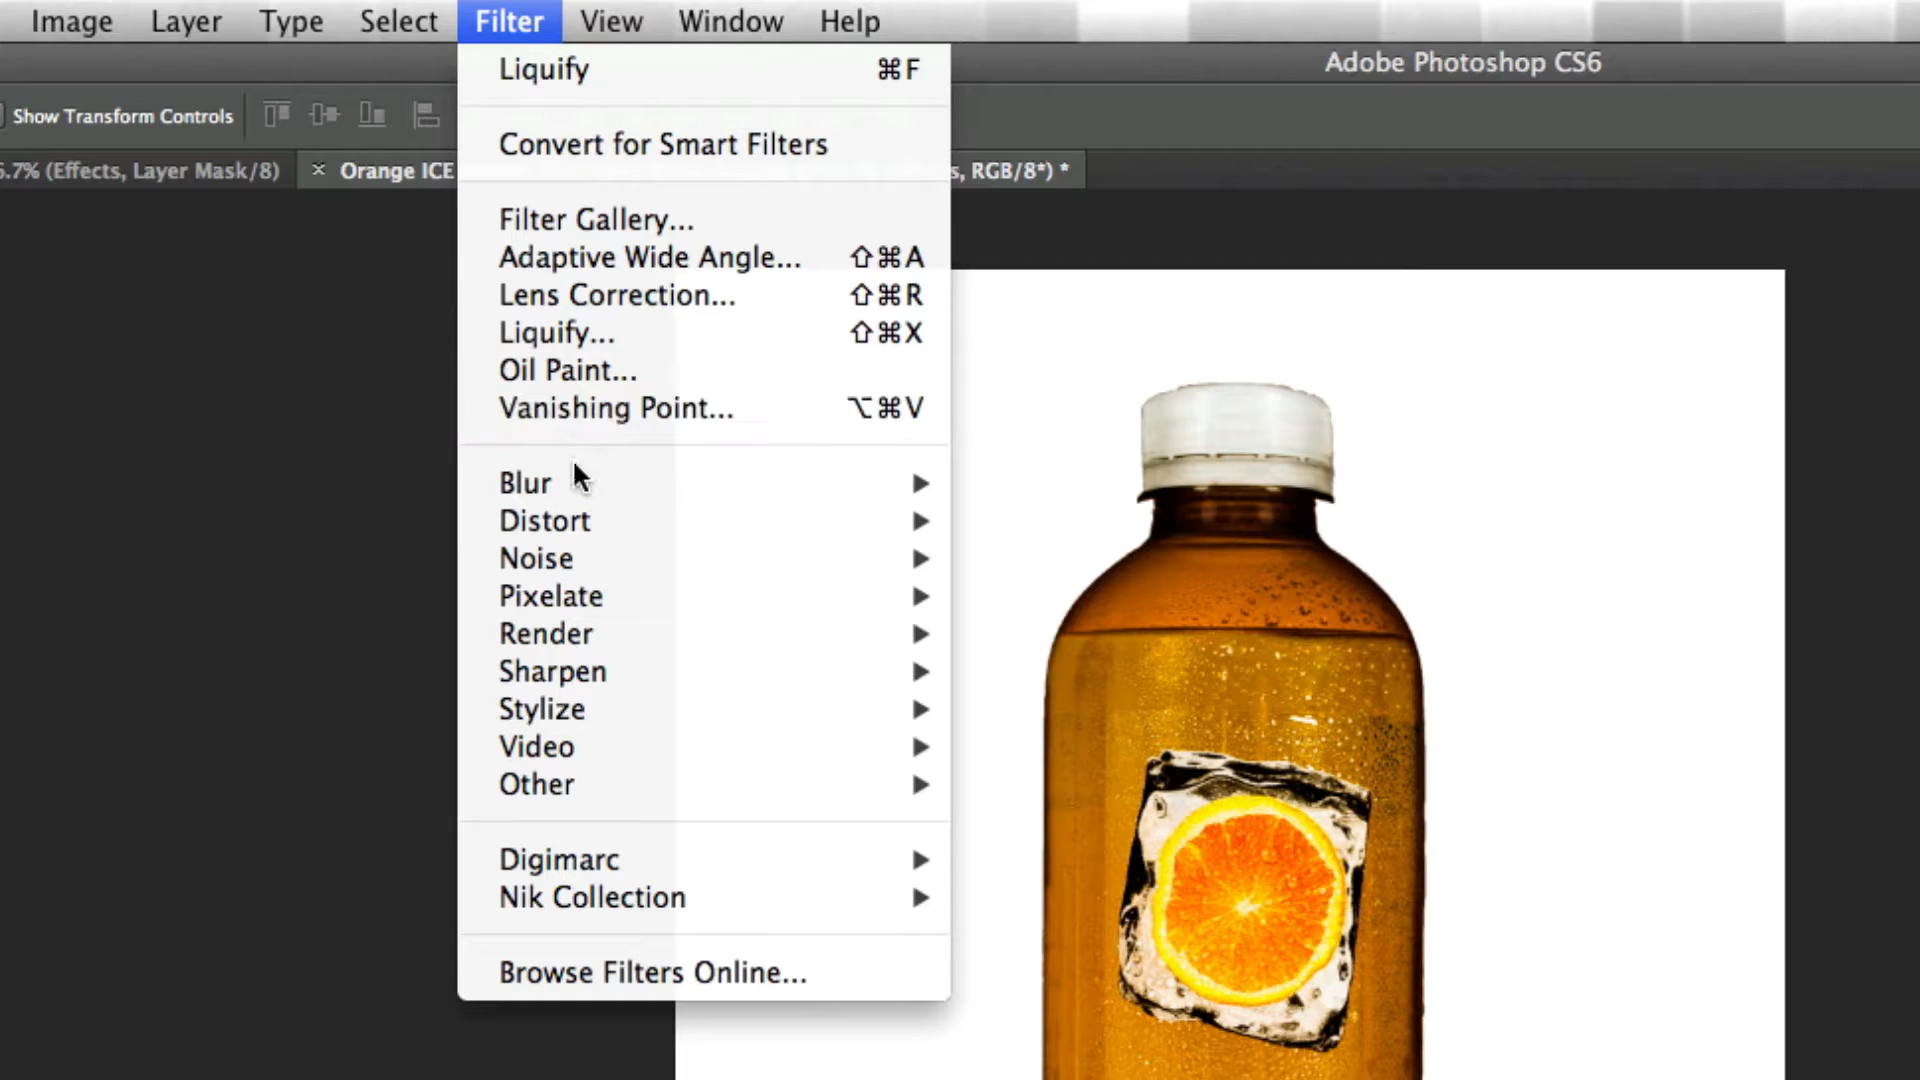 Image Layer Type Select Filter View Window Help
Adobe Photoshop CS6
Show Transform Controls
6.7% (Effects, Layer Mask/8) × Orange ICE s, RGB/8*) *
Liquify ⌘F
Convert for Smart Filters
Filter Gallery...
Adaptive Wide Angle... ⇧⌘A
Lens Correction... ⇧⌘R
Liquify... ⇧⌘X
Oil Paint...
Vanishing Point... ⌥⌘V
Blur ▶
Distort ▶
Noise ▶
Pixelate ▶
Render ▶
Sharpen ▶
Stylize ▶
Video ▶
Other ▶
Digimarc ▶
Nik Collection ▶
Browse Filters Online...